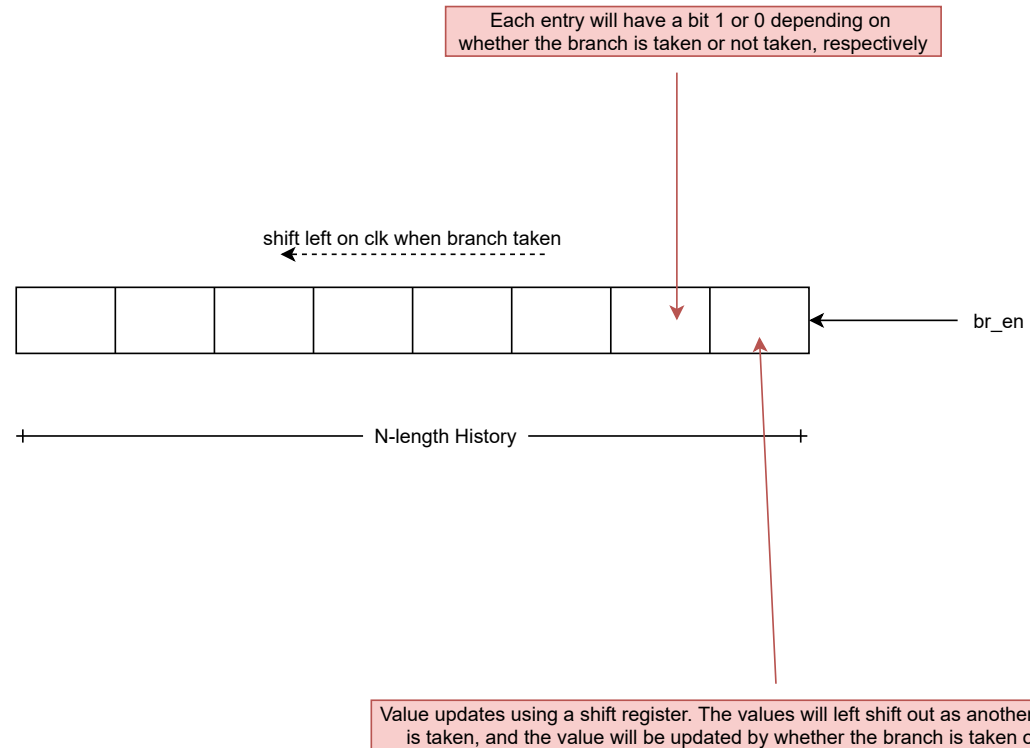 Each entry will have a bit 1 or 0 depending on
whether the branch is taken or not taken, respectively
shift left on clk when branch taken
br_en
N-length History
Value updates using a shift register. The values will left shift out as another
is taken, and the value will be updated by whether the branch is taken